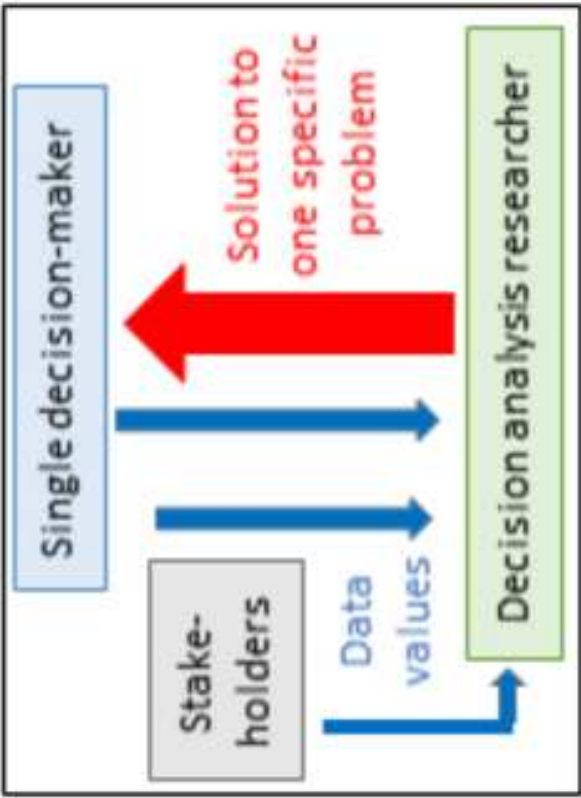 Single decision-maker
Stake-
holders
Data
values
Solution to
one specific
problem
Decision analysis researcher